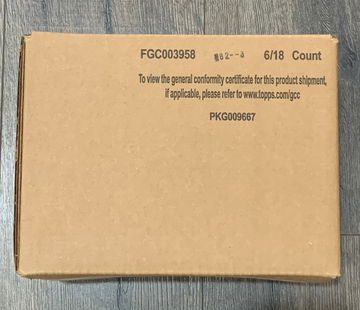 FGC003958 6/18 Count
To view the general conformity certificate for this product shipment,
if applicable, please refer to www.topps.com/gcc
PKG009667